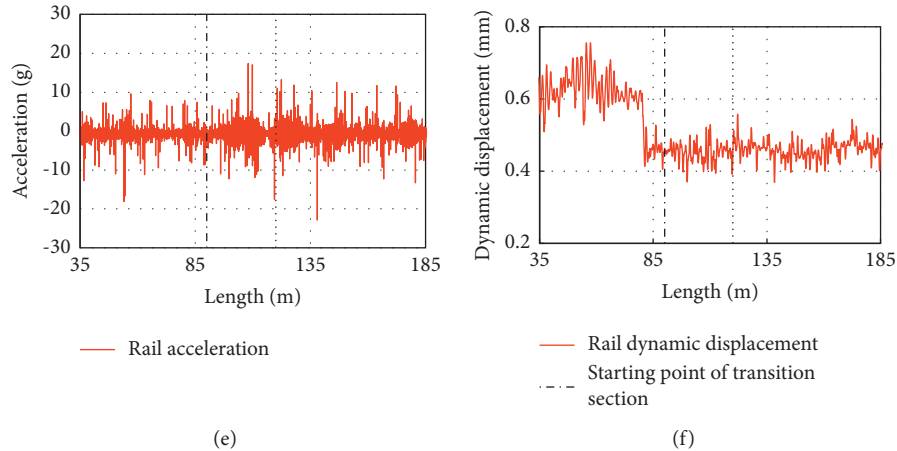 30
20
10
0
-10
-20
-30
Acceleration (g)
35
85
135
185
Length (m)
Rail acceleration
(e)
0.8
0.6
0.4
0.2
Dynamic displacement (mm)
35
85
135
185
Length (m)
Rail dynamic displacement
Starting point of transition
section
(f)